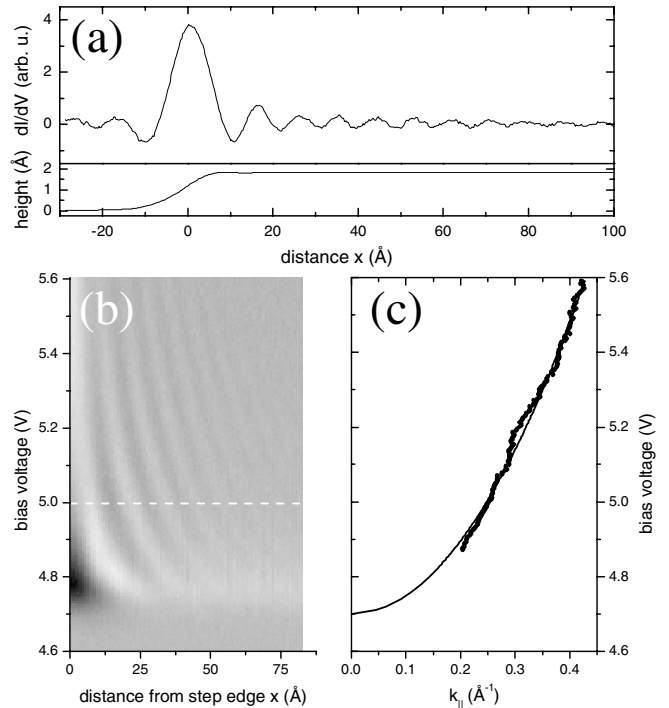 (a)
dI/dV (arb. u.)
4
2
0
height (Å)
2
1
0
-20 0 20 40 60 80 100
distance x (Å)
(b)
bias voltage (V)
5.6
5.4
5.2
5.0
4.8
4.6
0 25 50 75
distance from step edge x (Å)
(c)
5.6
5.4
5.2
5.0
4.8
4.6
bias voltage (V)
0.0 0.1 0.2 0.3 0.4
k|| (Å⁻¹)